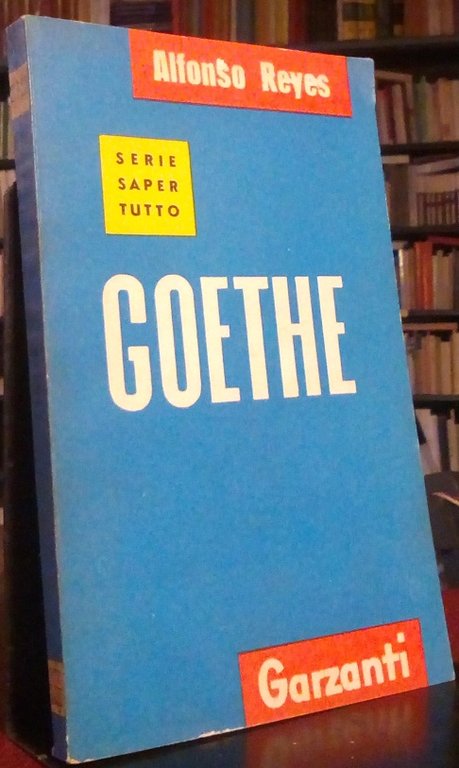 Alfonso Reyes
SERIE
SAPER
TUTTO
GOETHE
Garzanti